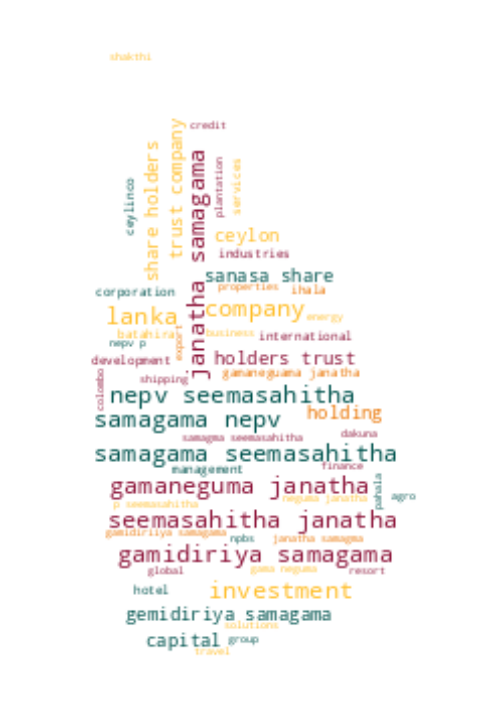 shakthi
credit
share holders
trust company
janatha samagama
plantation
services
ceylinco
ceylon
industries
sanasa share
properties
ihala
corporation
lanka
company
energy
batahira
export
business
international
nepv p
development
holders trust
gamaneguama janatha
colombo
shipping
nepv seemasahitha
samagama nepv
holding
samagma seemasahitha
dakuna
samagama seemasahitha
management
finance
gamaneguma janatha
pahala
neguma janatha
agro
p seemasahitha
seemasahitha janatha
gamidiriiya samagama
npbs
janatha samagma
gamidiriya samagama
global
gama neguma
resort
hotel
investment
gemidiriya samagama
solutions
capital
group
travel